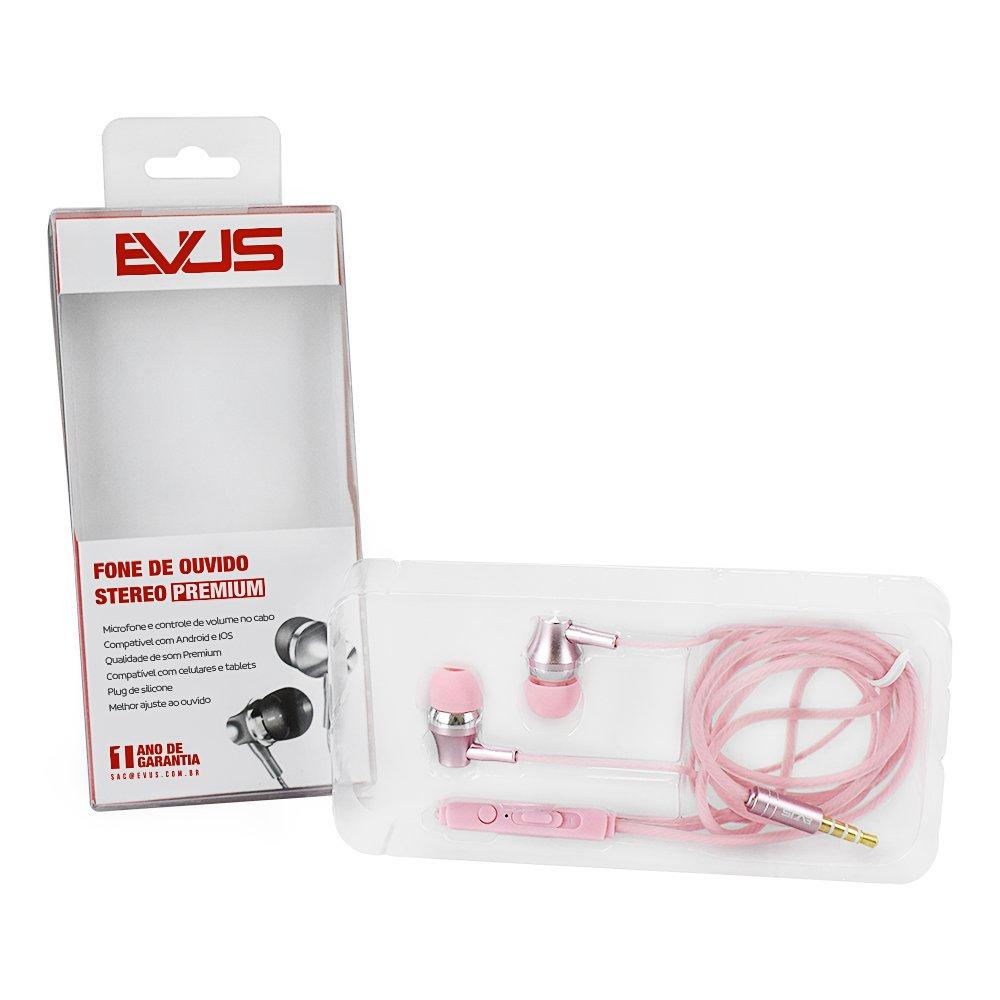 EVUS
FONE DE OUVIDO
STEREO PREMIUM
Microfone e controle de volume no cabo
Compatível com Android e iOS
Qualidade de som Premium
Compatível com celulares e tablets
Plug de silicone
Melhor ajuste ao ouvido
1 ANO DE
GARANTIA
SAC@EVUS.COM.BR
EVUS